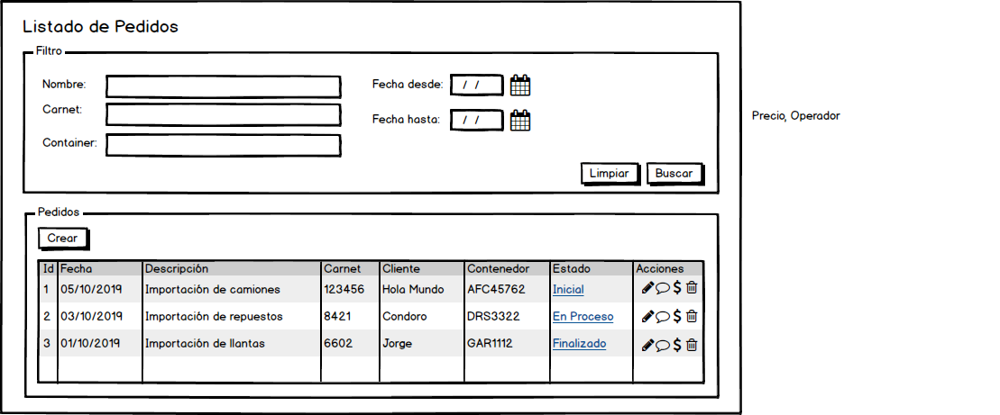 Listado de Pedidos
Filtro
Nombre:
Fecha desde: / /
Carnet:
Fecha hasta: / /
Precio, Operador
Container:
Limpiar Buscar
Pedidos
Crear
Id Fecha Descripción Carnet Cliente Contenedor Estado Acciones
1 05/10/2019 Importación de camiones 123456 Hola Mundo AFC45762 Inicial $
2 03/10/2019 Importación de repuestos 8421 Condoro DRS3322 En Proceso $
3 01/10/2019 Importación de llantas 6602 Jorge GAR1112 Finalizado $